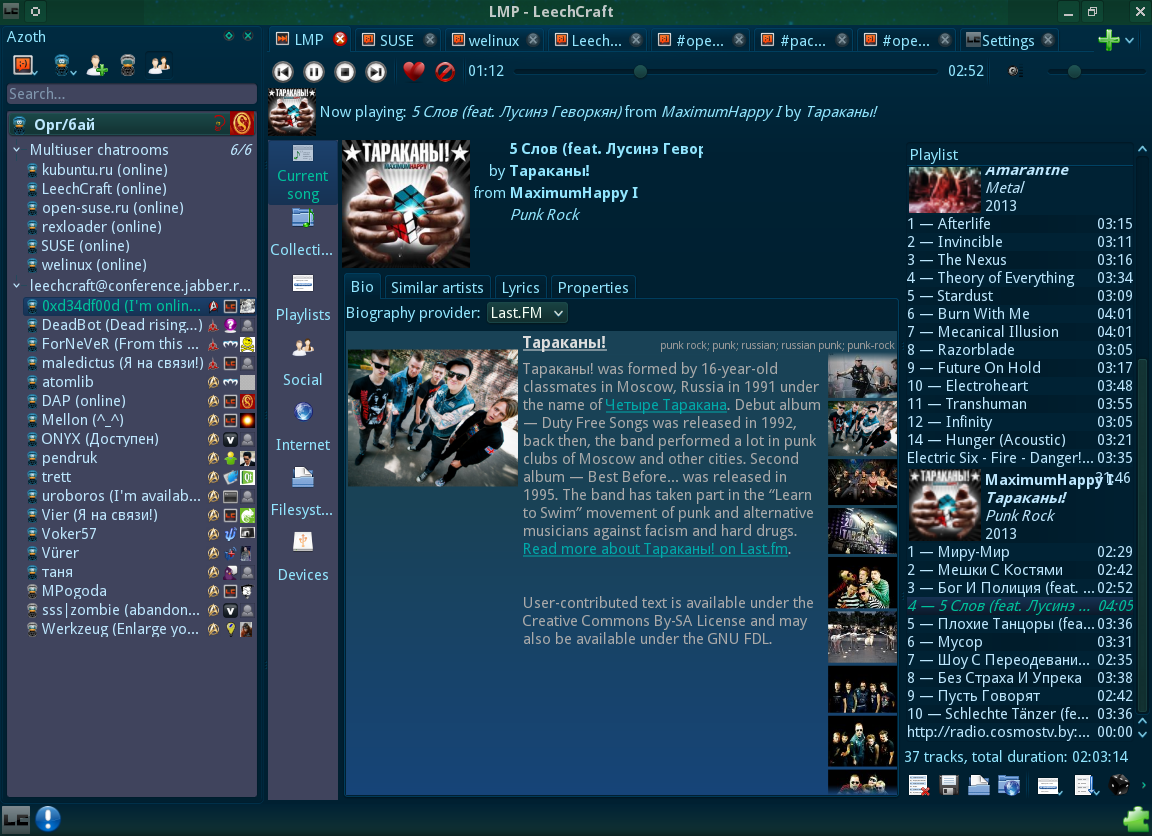 LMP - LeechCraft
Azoth
LMP
SUSE
welinux
Leech...
#ope...
#pac...
#ope...
Settings
01:12
02:52
Search...
Now playing: 5 Слов (feat. Лусинэ Геворкян) from MaximumHappy I by Тараканы!
Орг/бай
Multiuser chatrooms 6/6
kubuntu.ru (online)
LeechCraft (online)
open-suse.ru (online)
rexloader (online)
SUSE (online)
welinux (online)
leechcraft@conference.jabber.r...
0xd34df00d (I'm onlin...
DeadBot (Dead rising...)
ForNeVeR (From this ...
maledictus (Я на связи!)
atomlib
DAP (online)
Mellon (^_^)
ONYX (Доступен)
pendruk
trett
uroboros (I'm availab...
Vier (Я на связи!)
Voker57
Vürer
таня
MPogoda
sss|zombie (abandon...
Werkzeug (Enlarge yo...
Current song
Collecti...
Playlists
Social
Internet
Filesyst...
Devices
ТАРАКАНЫ!
MAXIMUMHAPPY
5 Слов (feat. Лусинэ Гевор
by Тараканы!
from MaximumHappy I
Punk Rock
Bio
Similar artists
Lyrics
Properties
Biography provider: Last.FM
Тараканы!
punk rock; punk; russian; russian punk; punk-rock
Тараканы! was formed by 16-year-old
classmates in Moscow, Russia in 1991 under
the name of Четыре Таракана. Debut album
— Duty Free Songs was released in 1992,
back then, the band performed a lot in punk
clubs of Moscow and other cities. Second
album — Best Before... was released in
1995. The band has taken part in the “Learn
to Swim” movement of punk and alternative
musicians against facism and hard drugs.
Read more about Тараканы! on Last.fm.
User-contributed text is available under the
Creative Commons By-SA License and may
also be available under the GNU FDL.
Playlist
Amaranthe
Metal
2013
1 — Afterlife 03:15
2 — Invincible 03:11
3 — The Nexus 03:16
4 — Theory of Everything 03:34
5 — Stardust 03:09
6 — Burn With Me 04:01
7 — Mecanical Illusion 04:01
8 — Razorblade 03:05
9 — Future On Hold 03:17
10 — Electroheart 03:48
11 — Transhuman 03:55
12 — Infinity 03:05
14 — Hunger (Acoustic) 03:21
Electric Six - Fire - Danger!... 03:35
MaximumHappy I 31:46
Тараканы!
Punk Rock
2013
1 — Миру-Мир 02:29
2 — Мешки С Костями 02:42
3 — Бог И Полиция (feat. ... 02:52
4 — 5 Слов (feat. Лусинэ ... 04:05
5 — Плохие Танцоры (fea... 03:36
6 — Мусор 03:31
7 — Шоу С Переодевани... 02:35
8 — Без Страха И Упрека 03:38
9 — Пусть Говорят 02:42
10 — Schlechte Tänzer (fe... 03:36
http://radio.cosmostv.by:... 00:00
37 tracks, total duration: 02:03:14